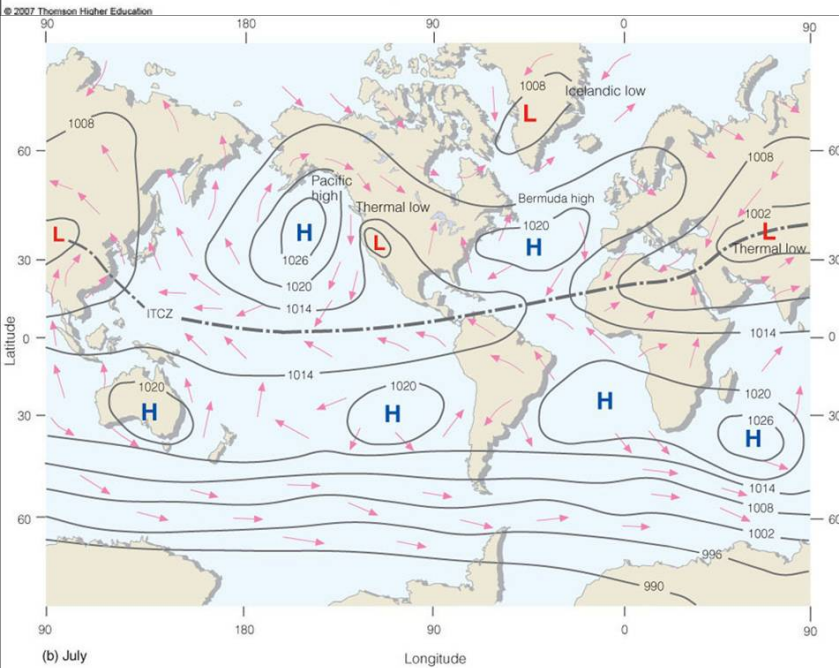 © 2007 Thomson Higher Education
90 180 90 0 90
1008
Icelandic low
1008
L
60
60
1008
Pacific high
Thermal low
Bermuda high
1002
L
H
L
1020
H
L
Thermal low
1026
30
30
1020
1014
ITCZ
Latitude
0
1014
0
1014
1020
1020
1020
H
H
H
30
1026
30
H
1014
1008
60
60
1002
996
990
90 180 90 0 90
(b) July
Longitude